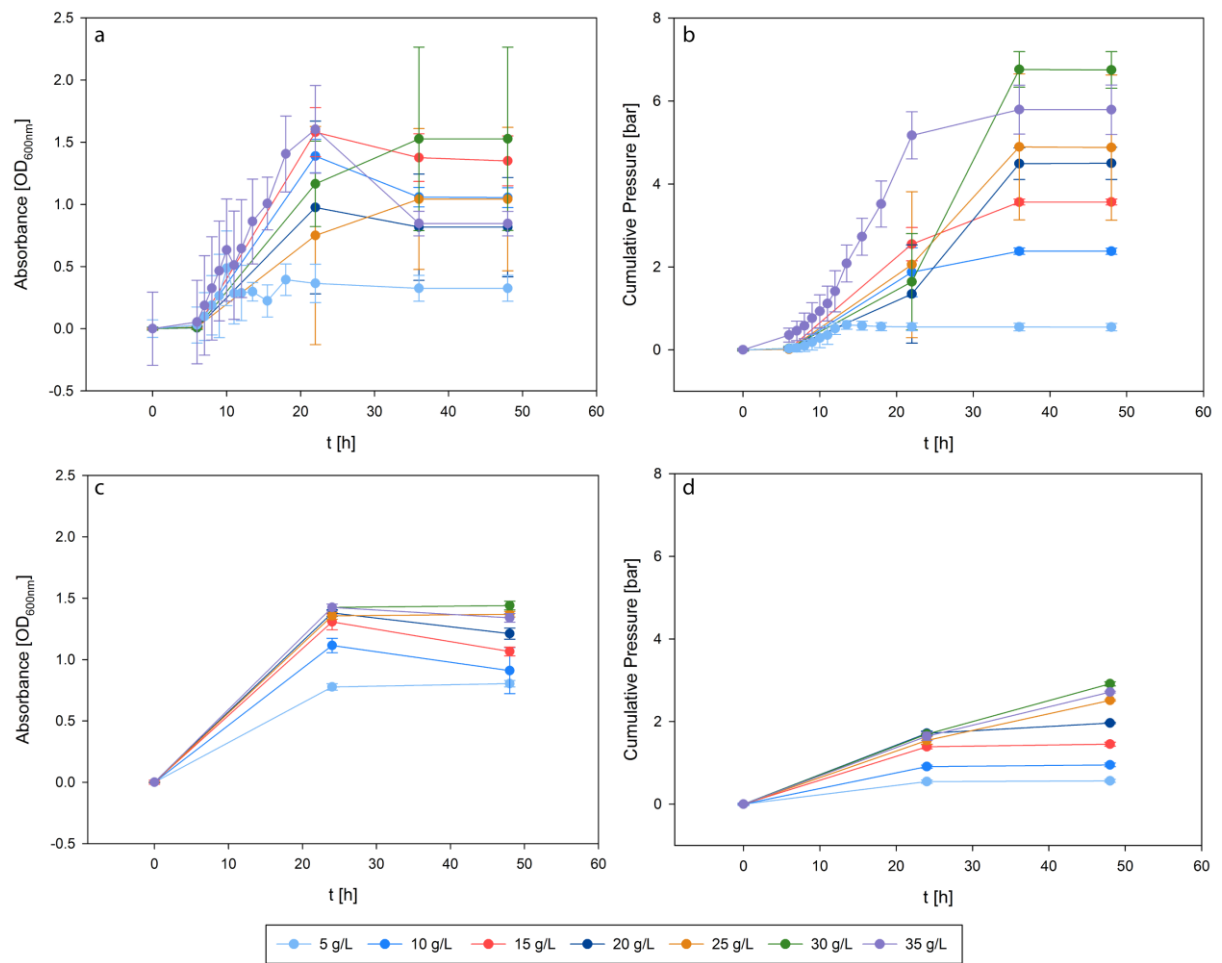 a
Absorbance [OD600nm]
2.5
2.0
1.5
1.0
0.5
0.0
-0.5
0 10 20 30 40 50 60
t [h]
b
Cumulative Pressure [bar]
8
6
4
2
0
0 10 20 30 40 50 60
t [h]
c
Absorbance [OD600nm]
2.5
2.0
1.5
1.0
0.5
0.0
-0.5
0 10 20 30 40 50 60
t [h]
d
Cumulative Pressure [bar]
8
6
4
2
0
0 10 20 30 40 50 60
t [h]
5 g/L 10 g/L 15 g/L 20 g/L 25 g/L 30 g/L 35 g/L